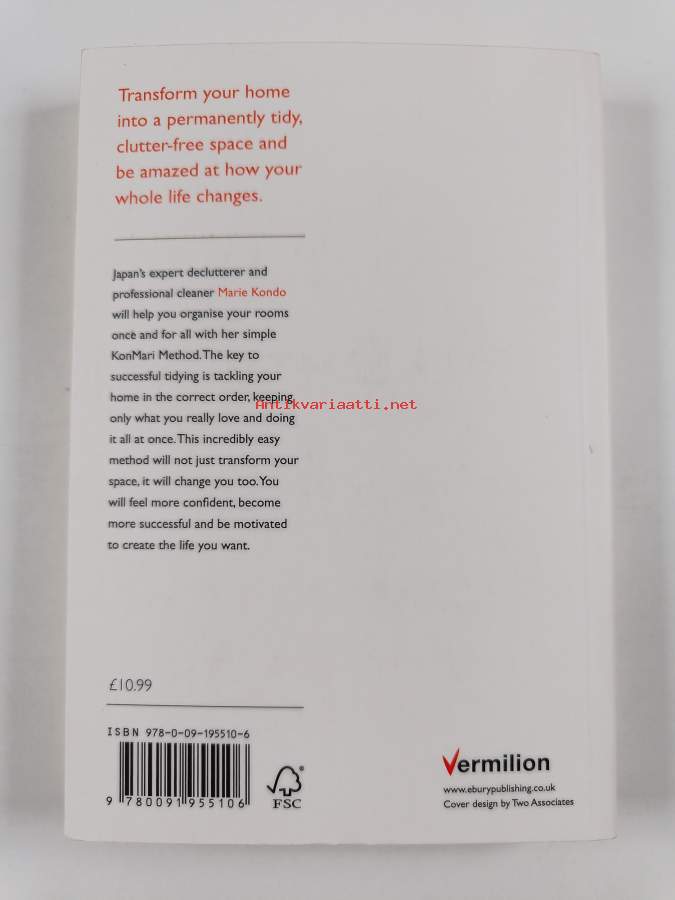 Transform your home
into a permanently tidy,
clutter-free space and
be amazed at how your
whole life changes.
Japan's expert declutterer and
professional cleaner Marie Kondo
will help you organise your rooms
once and for all with her simple
KonMari Method. The key to
successful tidying is tackling your
home in the correct order, keeping
only what you really love and doing
it all at once. This incredibly easy
method will not just transform your
space, it will change you too. You
will feel more confident, become
more successful and be motivated
to create the life you want.
Antikvariaatti.net
£10.99
ISBN 978-0-09-195510-6
9 780091 955106
FSC
Vermilion
www.eburypublishing.co.uk
Cover design by Two Associates